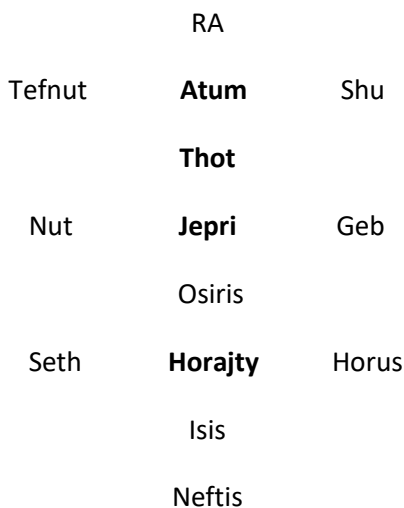 RA
Tefnut Atum Shu
Thot
Nut Jepri Geb
Osiris
Seth Horajty Horus
Isis
Neftis